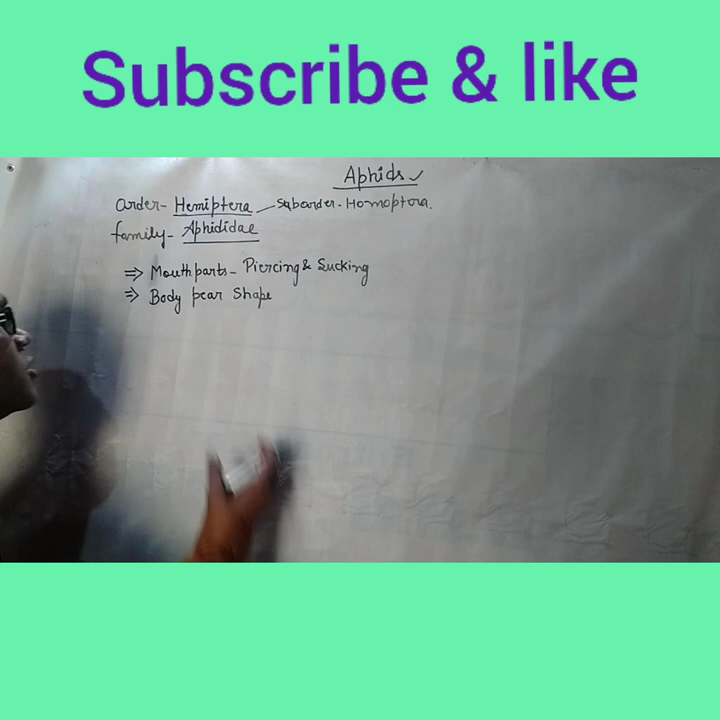 Subscribe & like
Aphids ✓
Order- Hemiptera — Suborder- Homoptera.
family- Aphididae
⇒ Mouthparts- Piercing & Sucking
⇒ Body pear Shape